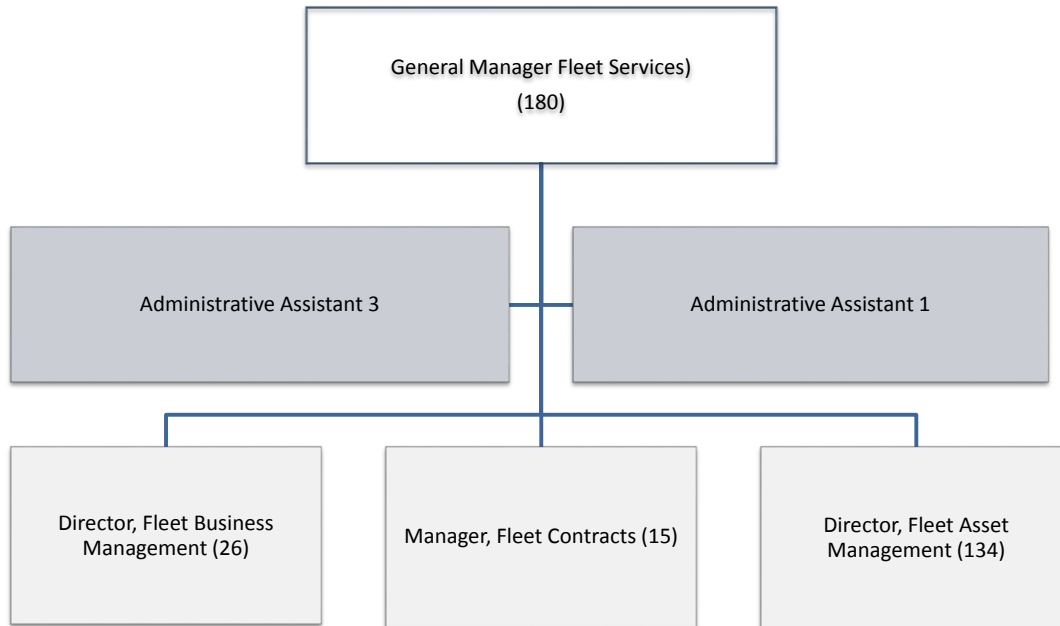 General Manager Fleet Services)
(180)
Administrative Assistant 3
Administrative Assistant 1
Director, Fleet Business
Management (26)
Manager, Fleet Contracts (15)
Director, Fleet Asset
Management (134)